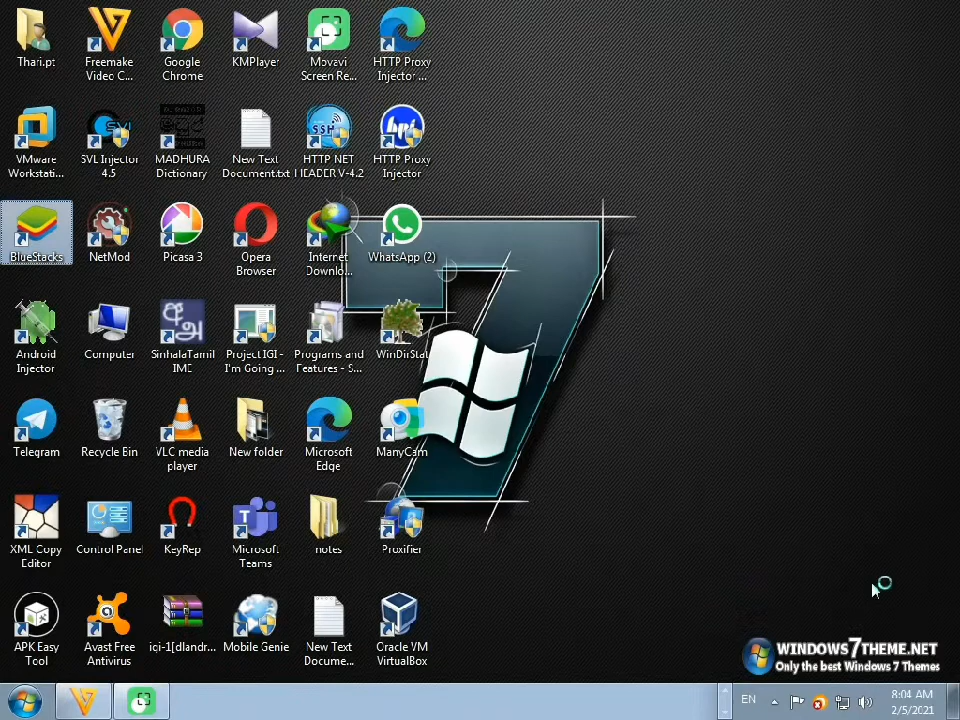 Thari.pt
Freemake
Video C...
Google
Chrome
KMPlayer
Movavi
Screen Re...
HTTP Proxy
Injector ...
VMware
Workstati...
SVL Injector
4.5
MADHURA
Dictionary
New Text
Document.txt
HTTP NET
HEADER V-4.2
HTTP Proxy
Injector
BlueStacks
NetMod
Picasa 3
Opera
Browser
Internet
Downlo...
WhatsApp (2)
Android
Injector
Computer
SinhalaTamil
IME
Project IGI -
I'm Going ...
Programs and
Features - S...
WinDirStat
Telegram
Recycle Bin
VLC media
player
New folder
Microsoft
Edge
ManyCam
XML Copy
Editor
Control Panel
KeyRep
Microsoft
Teams
notes
Proxifier
APK Easy
Tool
Avast Free
Antivirus
igi-1[dlandr...
Mobile Genie
New Text
Docume...
Oracle VM
VirtualBox
WINDOWS7THEME.NET
Only the best Windows 7 Themes
EN
8:04 AM
2/5/2021